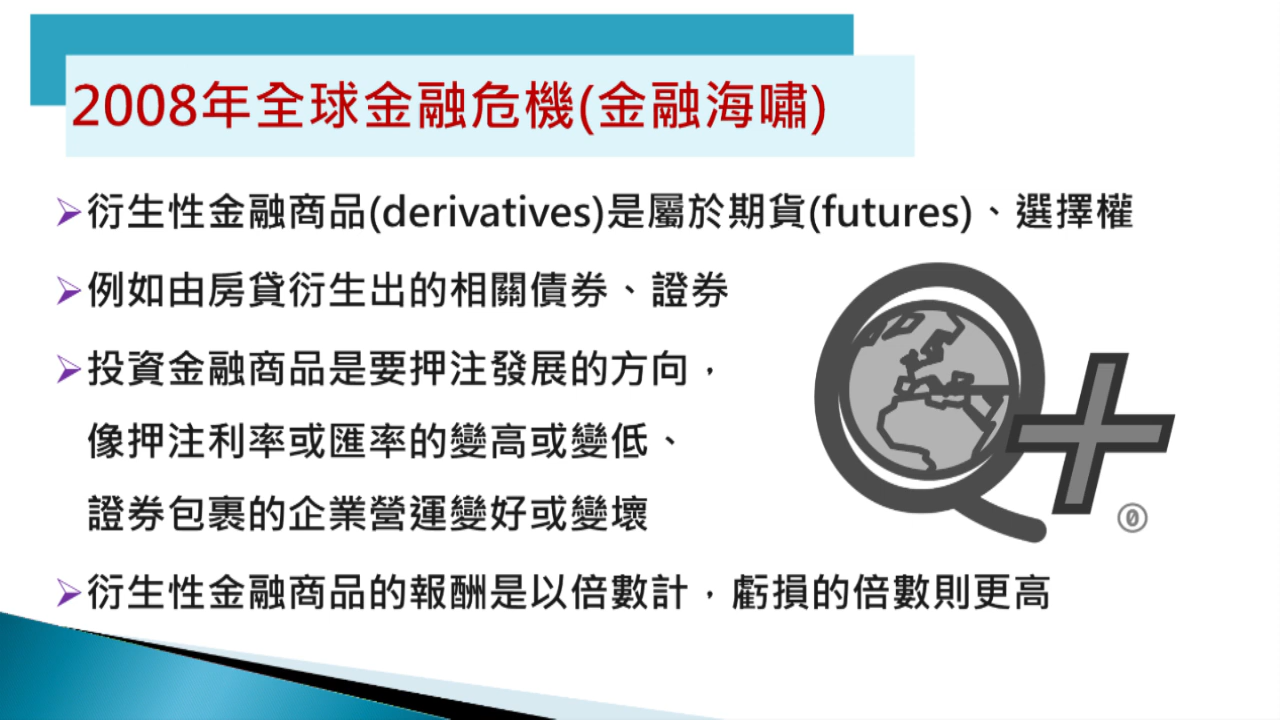 2008年全球金融危機(金融海嘯)
衍生性金融商品(derivatives)是屬於期貨(futures)、選擇權
例如由房貸衍生出的相關債券、證券
投資金融商品是要押注發展的方向，
像押注利率或匯率的變高或變低、
證券包裹的企業營運變好或變壞
衍生性金融商品的報酬是以倍數計，虧損的倍數則更高
Q+
0